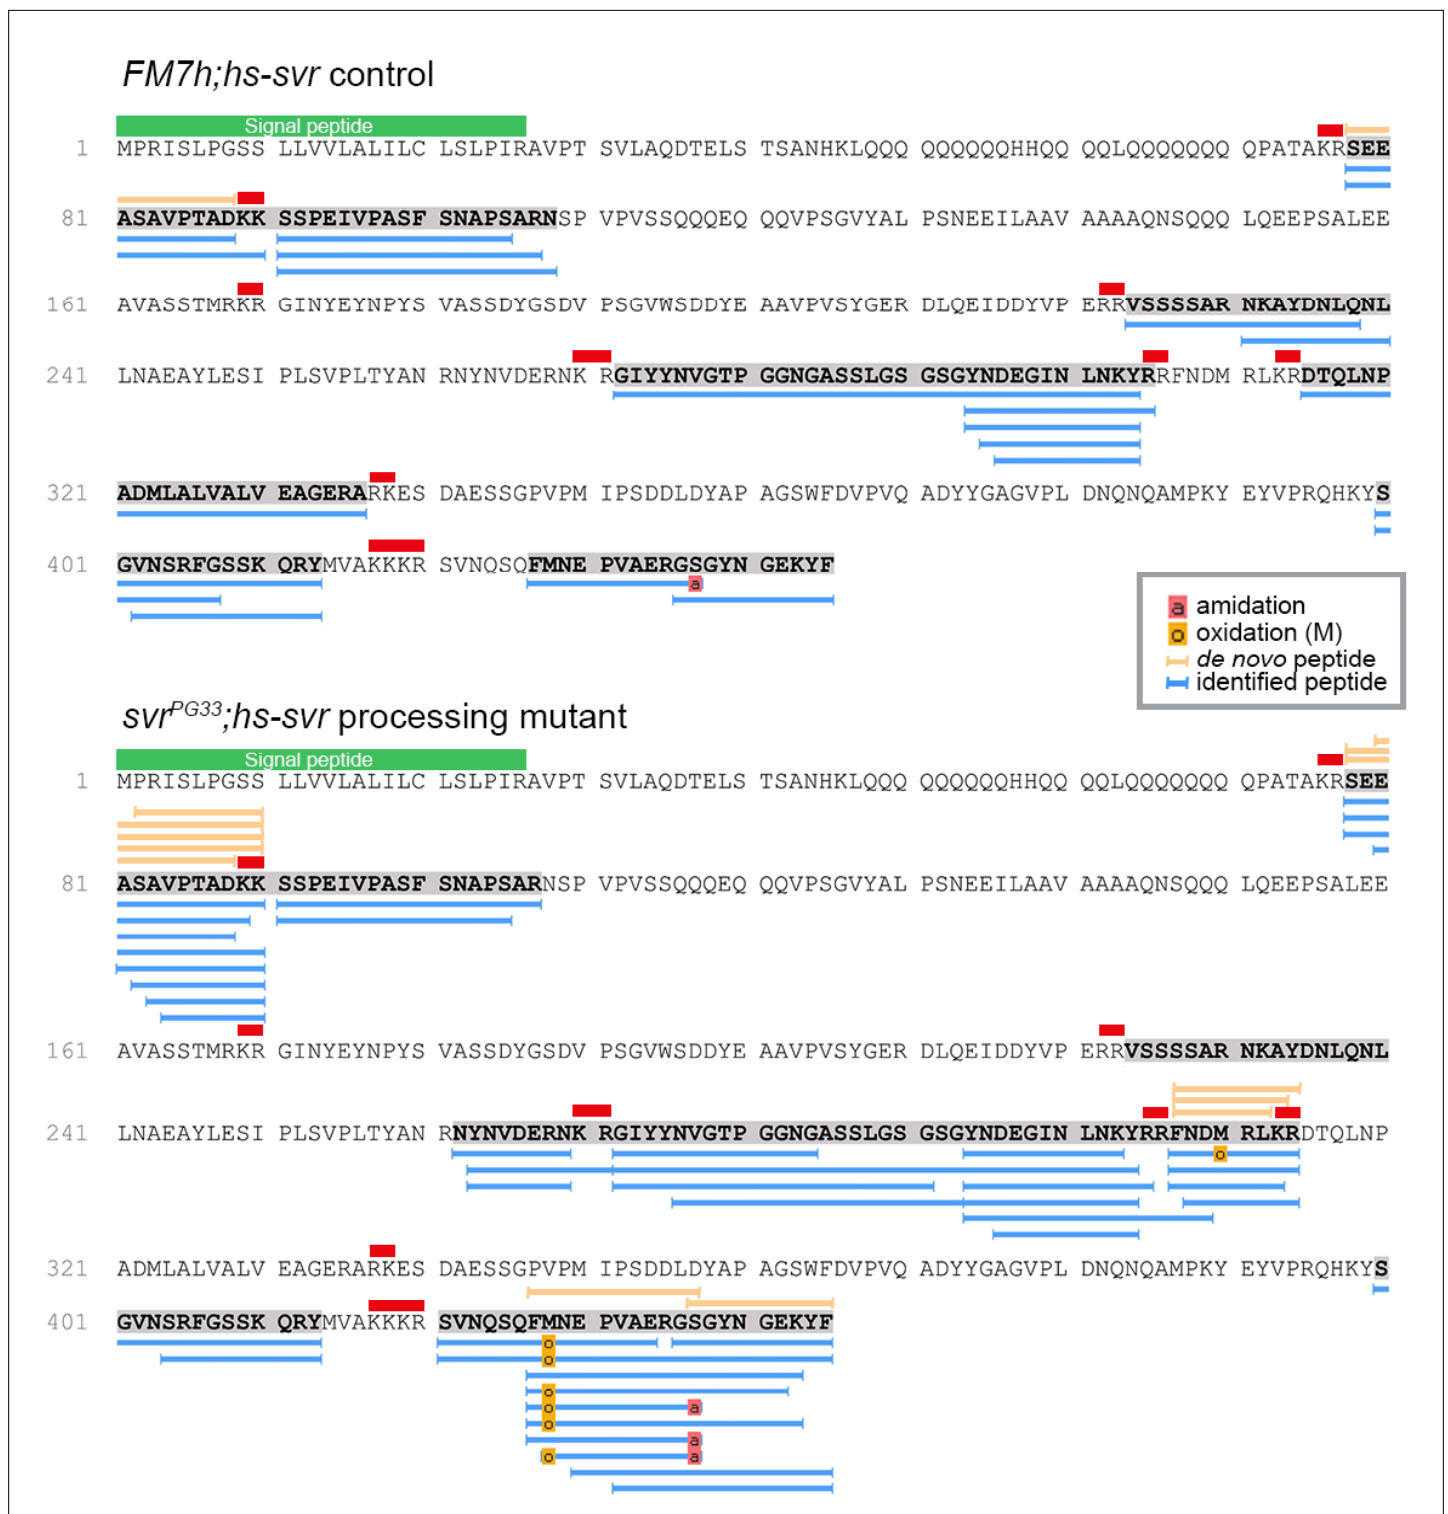 FM7h;hs-svr control
Signal peptide
1 MPRISLPGSS LLVVLALILC LSLPIRAVPT SVLAQDTELS TSANHKLQQQ QQQQQQHHQQ QQLQQQQQQQ QPATAKRSEE
81 ASAVPTADKK SSPEIVPASF SNAPSARNSP VPVSSQQQEQ QQVPSGVYAL PSNEEILAAV AAAAQNSQQQ LQEEPSALEE
161 AVASSTMRKR GINYEYNPYS VASSDYGSDV PSGVWSDDYE AAVPVSYGER DLQEIDDYVP ERRVSSSSAR NKAYDNLQNL
241 LNAEAYLESI PLSVPLTYAN RNYNVDERNK RGIYYNVGTP GGNGASSLGS GSGYNDEGIN LNKYRRFNDM RLKRDTQLNP
321 ADMLALVALV EAGERARKES DAESSGPVPM IPSDDLDYAP AGSWFDVPVQ ADYYGAGVPL DNQNQAMPKY EYVPRQHKYS
401 GVNSRFGSSK QRYMVAKKKR SVNQSQFMNE PVAERGSGYN GEKYF
a
a amidation
o oxidation (M)
de novo peptide
identified peptide
svrPG33;hs-svr processing mutant
Signal peptide
1 MPRISLPGSS LLVVLALILC LSLPIRAVPT SVLAQDTELS TSANHKLQQQ QQQQQQHHQQ QQLQQQQQQQ QPATAKRSEE
81 ASAVPTADKK SSPEIVPASF SNAPSARNSP VPVSSQQQEQ QQVPSGVYAL PSNEEILAAV AAAAQNSQQQ LQEEPSALEE
161 AVASSTMRKR GINYEYNPYS VASSDYGSDV PSGVWSDDYE AAVPVSYGER DLQEIDDYVP ERRVSSSSAR NKAYDNLQNL
241 LNAEAYLESI PLSVPLTYAN RNYNVDERNK RGIYYNVGTP GGNGASSLGS GSGYNDEGIN LNKYRRFNDM RLKRDTQLNP
o
321 ADMLALVALV EAGERARKES DAESSGPVPM IPSDDLDYAP AGSWFDVPVQ ADYYGAGVPL DNQNQAMPKY EYVPRQHKYS
401 GVNSRFGSSK QRYMVAKKKR SVNQSQFMNE PVAERGSGYN GEKYF
o
o
o
o a
o
a
o a